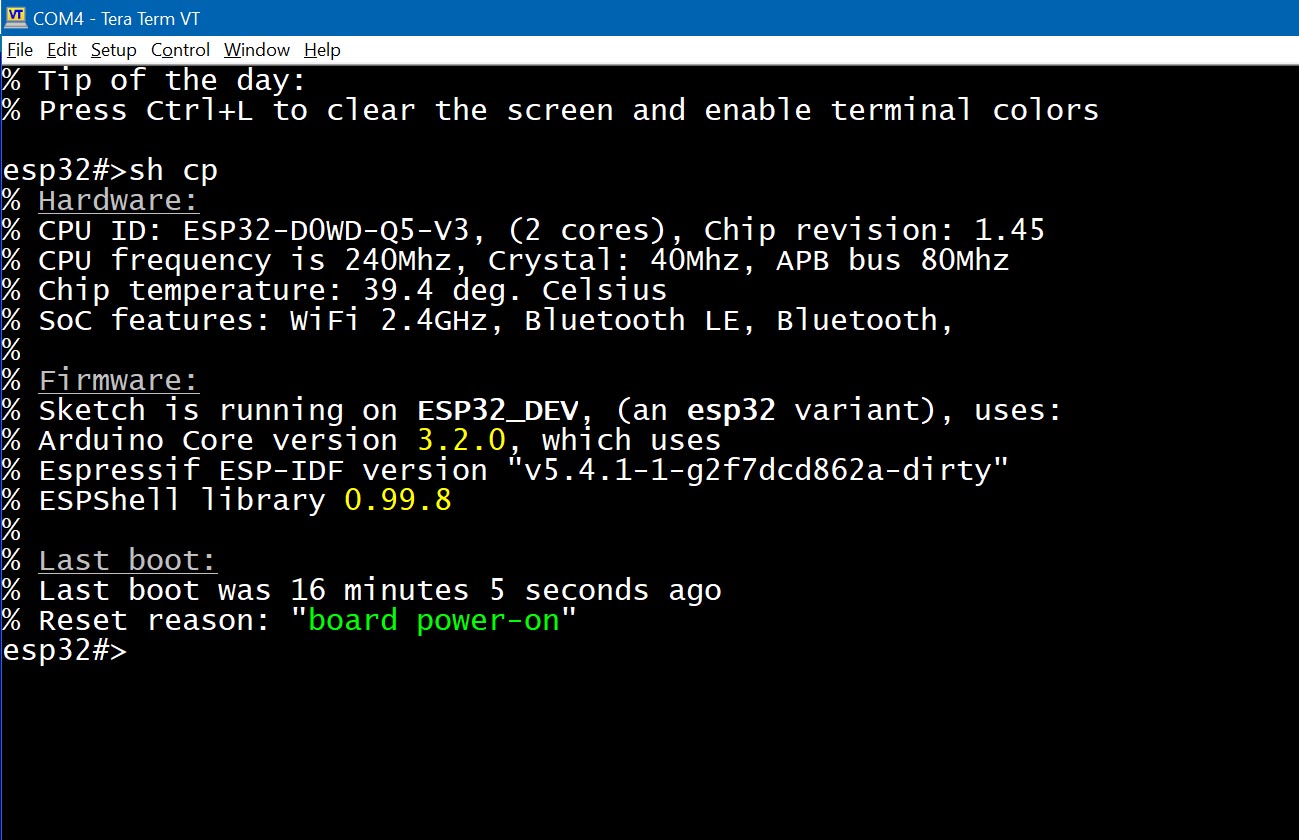 VT COM4 - Tera Term VT
File Edit Setup Control Window Help
% Tip of the day:
% Press Ctrl+L to clear the screen and enable terminal colors
esp32#>sh cp
% Hardware:
% CPU ID: ESP32-D0WD-Q5-V3, (2 cores), Chip revision: 1.45
% CPU frequency is 240Mhz, Crystal: 40Mhz, APB bus 80Mhz
% Chip temperature: 39.4 deg. Celsius
% SoC features: WiFi 2.4GHz, Bluetooth LE, Bluetooth,
%
% Firmware:
% Sketch is running on ESP32_DEV, (an esp32 variant), uses:
% Arduino Core version 3.2.0, which uses
% Espressif ESP-IDF version "v5.4.1-1-g2f7dcd862a-dirty"
% ESPShell library 0.99.8
%
% Last boot:
% Last boot was 16 minutes 5 seconds ago
% Reset reason: "board power-on"
esp32#>